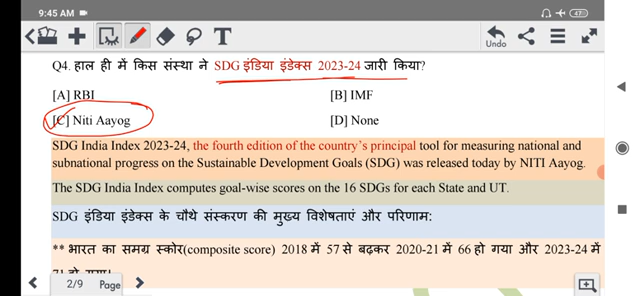 9:45 AM
47
Undo
Q4. हाल ही में किस संस्था ने SDG इंडिया इंडेक्स 2023-24 जारी किया?
[A] RBI [B] IMF
[C] Niti Aayog [D] None
SDG India Index 2023-24, the fourth edition of the country's principal tool for measuring national and
subnational progress on the Sustainable Development Goals (SDG) was released today by NITI Aayog.
The SDG India Index computes goal-wise scores on the 16 SDGs for each State and UT.
SDG इंडिया इंडेक्स के चौथे संस्करण की मुख्य विशेषताएं और परिणाम:
** भारत का समग्र स्कोर(composite score) 2018 में 57 से बढ़कर 2020-21 में 66 हो गया और 2023-24 में
71 हो गया।
2/9 Page